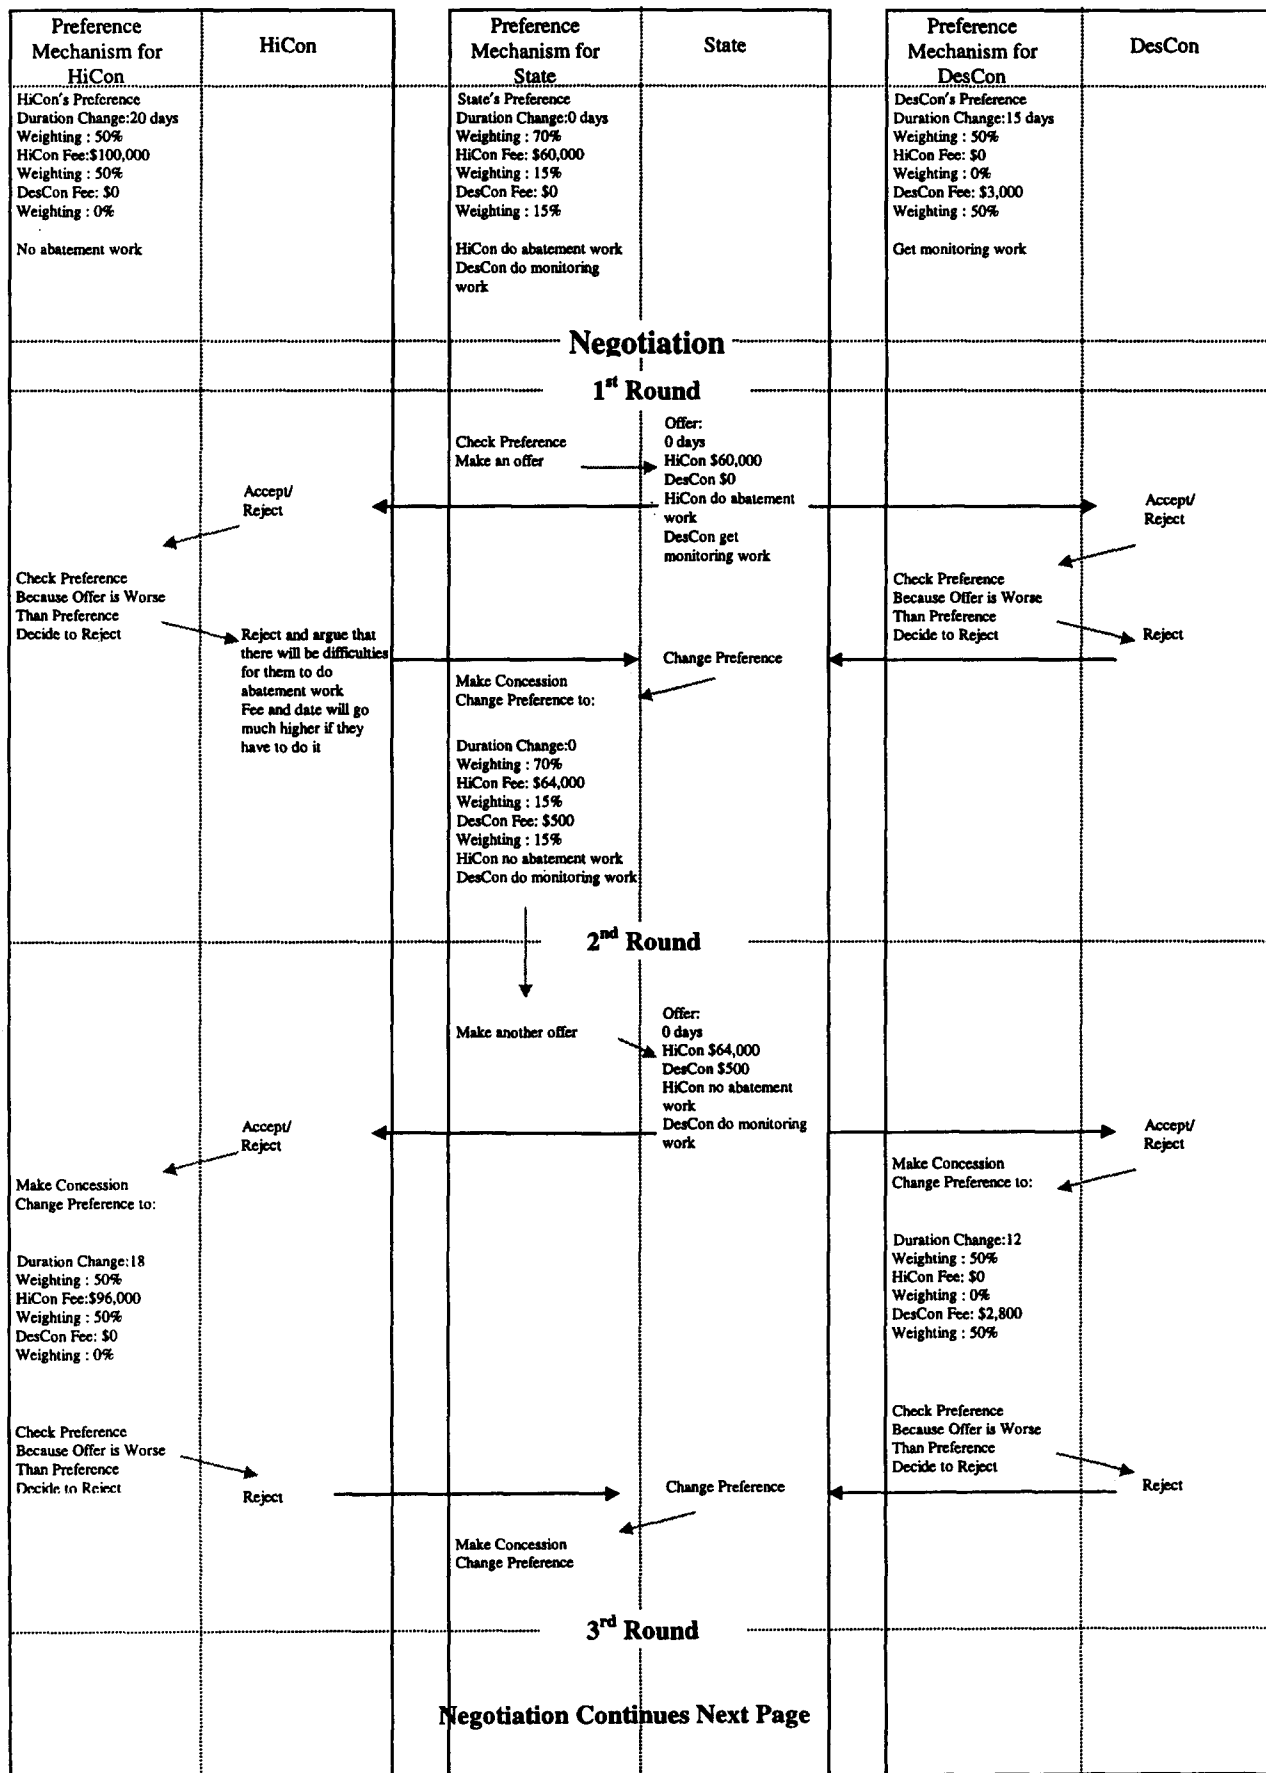 Preference
Mechanism for
HiCon
HiCon
Preference
Mechanism for
State
State
Preference
Mechanism for
DesCon
DesCon
HiCon's Preference
Duration Change:20 days
Weighting : 50%
HiCon Fee:$100,000
Weighting : 50%
DesCon Fee: $0
Weighting : 0%
No abatement work
State's Preference
Duration Change:0 days
Weighting : 70%
HiCon Fee: $60,000
Weighting : 15%
DesCon Fee: $0
Weighting : 15%
HiCon do abatement work
DesCon do monitoring
work
DesCon's Preference
Duration Change:15 days
Weighting : 50%
HiCon Fee: $0
Weighting : 0%
DesCon Fee: $3,000
Weighting : 50%
Get monitoring work
Negotiation
1st Round
Check Preference
Make an offer
Offer:
0 days
HiCon $60,000
DesCon $0
HiCon do abatement
work
DesCon get
monitoring work
Accept/
Reject
Accept/
Reject
Check Preference
Because Offer is Worse
Than Preference
Decide to Reject
Reject and argue that
there will be difficulties
for them to do
abatement work
Fee and date will go
much higher if they
have to do it
Check Preference
Because Offer is Worse
Than Preference
Decide to Reject
Reject
Change Preference
Make Concession
Change Preference to:
Duration Change:0
Weighting : 70%
HiCon Fee: $64,000
Weighting : 15%
DesCon Fee: $500
Weighting : 15%
HiCon no abatement work
DesCon do monitoring work
2nd Round
Make another offer
Offer:
0 days
HiCon $64,000
DesCon $500
HiCon no abatement
work
DesCon do monitoring
work
Accept/
Reject
Accept/
Reject
Make Concession
Change Preference to:
Duration Change:18
Weighting : 50%
HiCon Fee:$96,000
Weighting : 50%
DesCon Fee: $0
Weighting : 0%
Make Concession
Change Preference to:
Duration Change:12
Weighting : 50%
HiCon Fee: $0
Weighting : 0%
DesCon Fee: $2,800
Weighting : 50%
Check Preference
Because Offer is Worse
Than Preference
Decide to Reject
Reject
Check Preference
Because Offer is Worse
Than Preference
Decide to Reject
Reject
Change Preference
Make Concession
Change Preference
3rd Round
Negotiation Continues Next Page